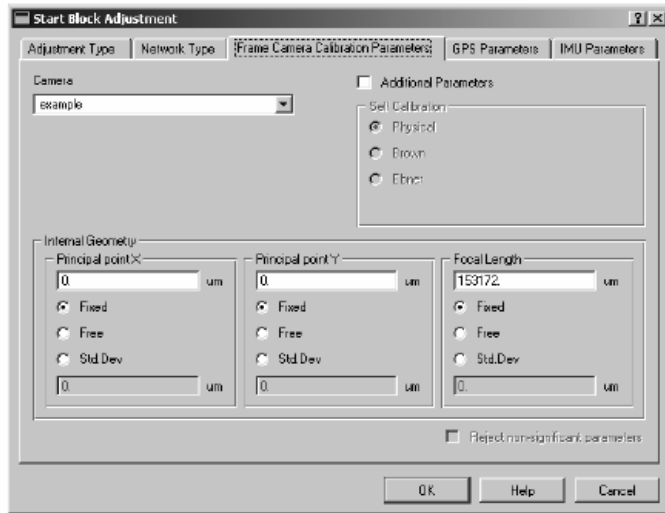 Start Block Adjustment
Adjustment Type Network Type Frame Camera Calibration Parameters GPS Parameters IMU Parameters
Camera
example
Additional Parameters
Self Calibration
Physical
Brown
Ebner
Internal Geometry
Principal point X Principal point Y Focal Length
0. um 0. um 153172. um
Fixed Fixed Fixed
Free Free Free
Std.Dev Std.Dev Std.Dev
0. um 0. um 0. um
Reject non-significant parameters
OK Help Cancel